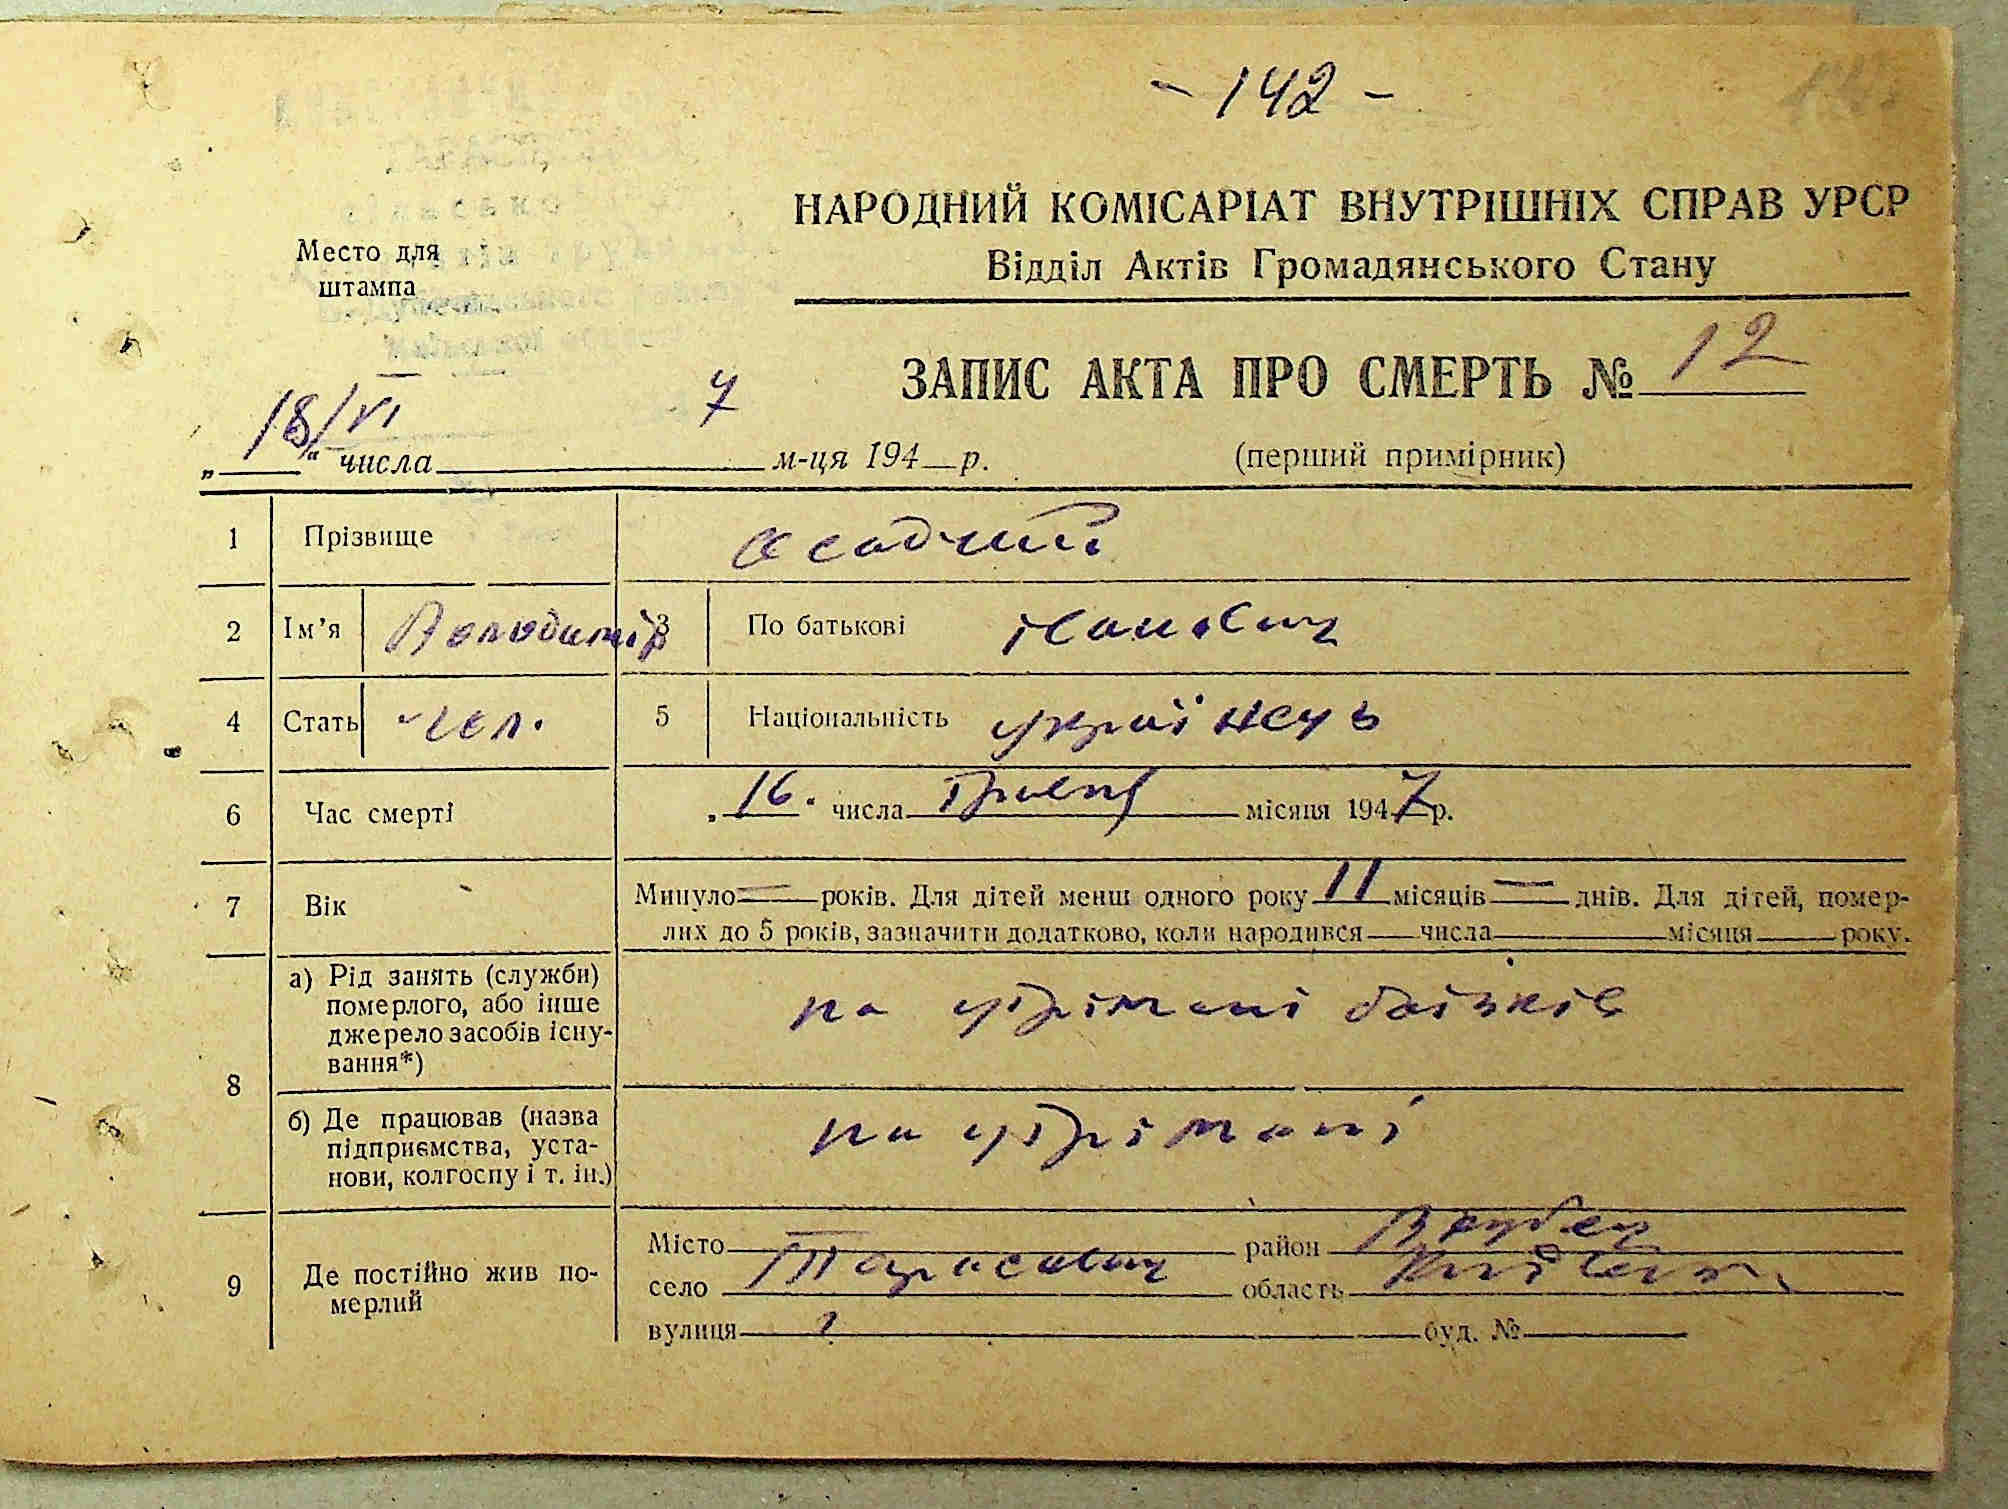 - 142 -
НАРОДНИЙ КОМІСАРІАТ ВНУТРІШНІХ СПРАВ УРСР
Відділ Актів Громадянського Стану
Место для
штампа
ЗАПИС АКТА ПРО СМЕРТЬ № 12
„ 18/VI “ числа м-ця 194 7 р.
(перший примірник)
1 Прізвище Осадчий
2 Ім’я Володимір 3 По батькові іванович
4 Стать чол. 5 Національність українець
6 Час смерті „ 16. числа місяця 1947 р.
7 Вік Минуло — років. Для дітей менш одного року 11 місяців — днів. Для дітей, помер-
лих до 5 років, зазначити додатково, коли народився числа місяця року.
8 а) Рід занять (служби)
померлого, або інше
джерело засобів існу-
вання*)
на утрімані батьків
б) Де працював (назва
підприємства, уста-
нови, колгоспу і т. ін.)
на утрімані
9 Де постійно жив по-
мерлий
Місто район
село Тарасович область
вулиця буд. №